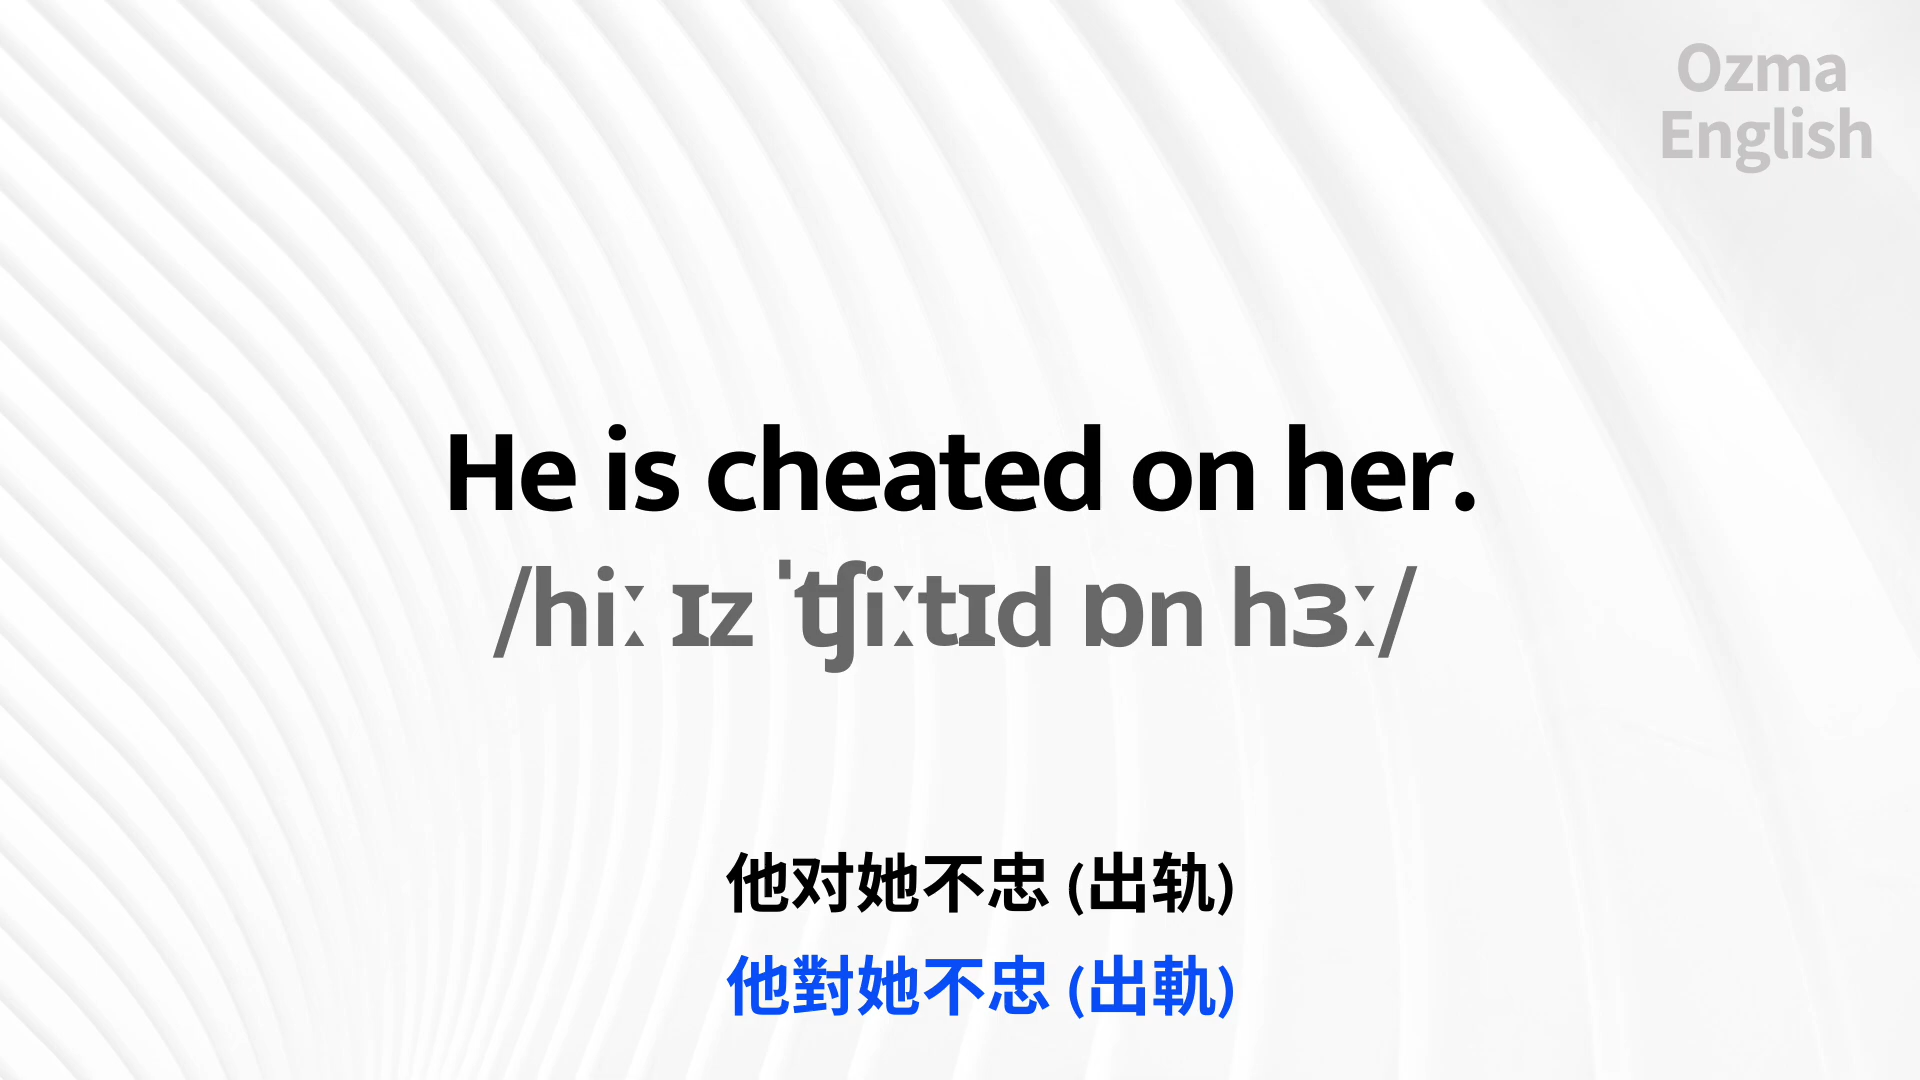 Ozma
English
He is cheated on her.
/hiː ɪz ˈʧiːtɪd ɒn hɜː/
他对她不忠 (出轨)
他對她不忠 (出軌)